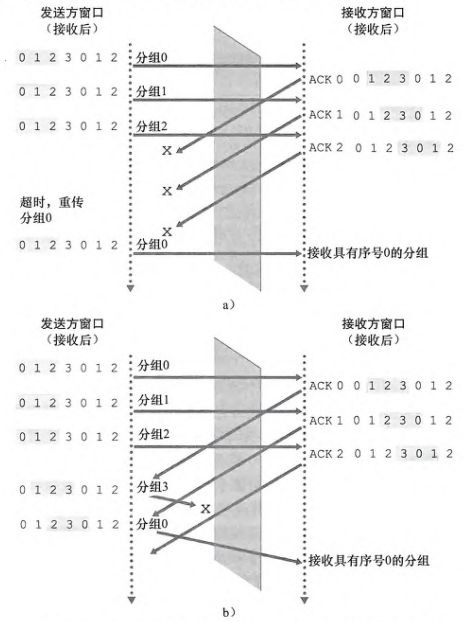 发送方窗口 接收方窗口
（接收后） （接收后）
0 1 2 3 0 1 2 分组0
ACK 0 0 1 2 3 0 1 2
0 1 2 3 0 1 2 分组1
ACK 1 0 1 2 3 0 1 2
0 1 2 3 0 1 2 分组2
ACK 2 0 1 2 3 0 1 2
x
x
超时，重传
分组0
x
0 1 2 3 0 1 2 分组0 接收具有序号0的分组
a）
发送方窗口 接收方窗口
（接收后） （接收后）
0 1 2 3 0 1 2 分组0
ACK 0 0 1 2 3 0 1 2
0 1 2 3 0 1 2 分组1
ACK 1 0 1 2 3 0 1 2
0 1 2 3 0 1 2 分组2
ACK 2 0 1 2 3 0 1 2
0 1 2 3 0 1 2 分组3
x
0 1 2 3 0 1 2 分组0
接收具有序号0的分组
b）